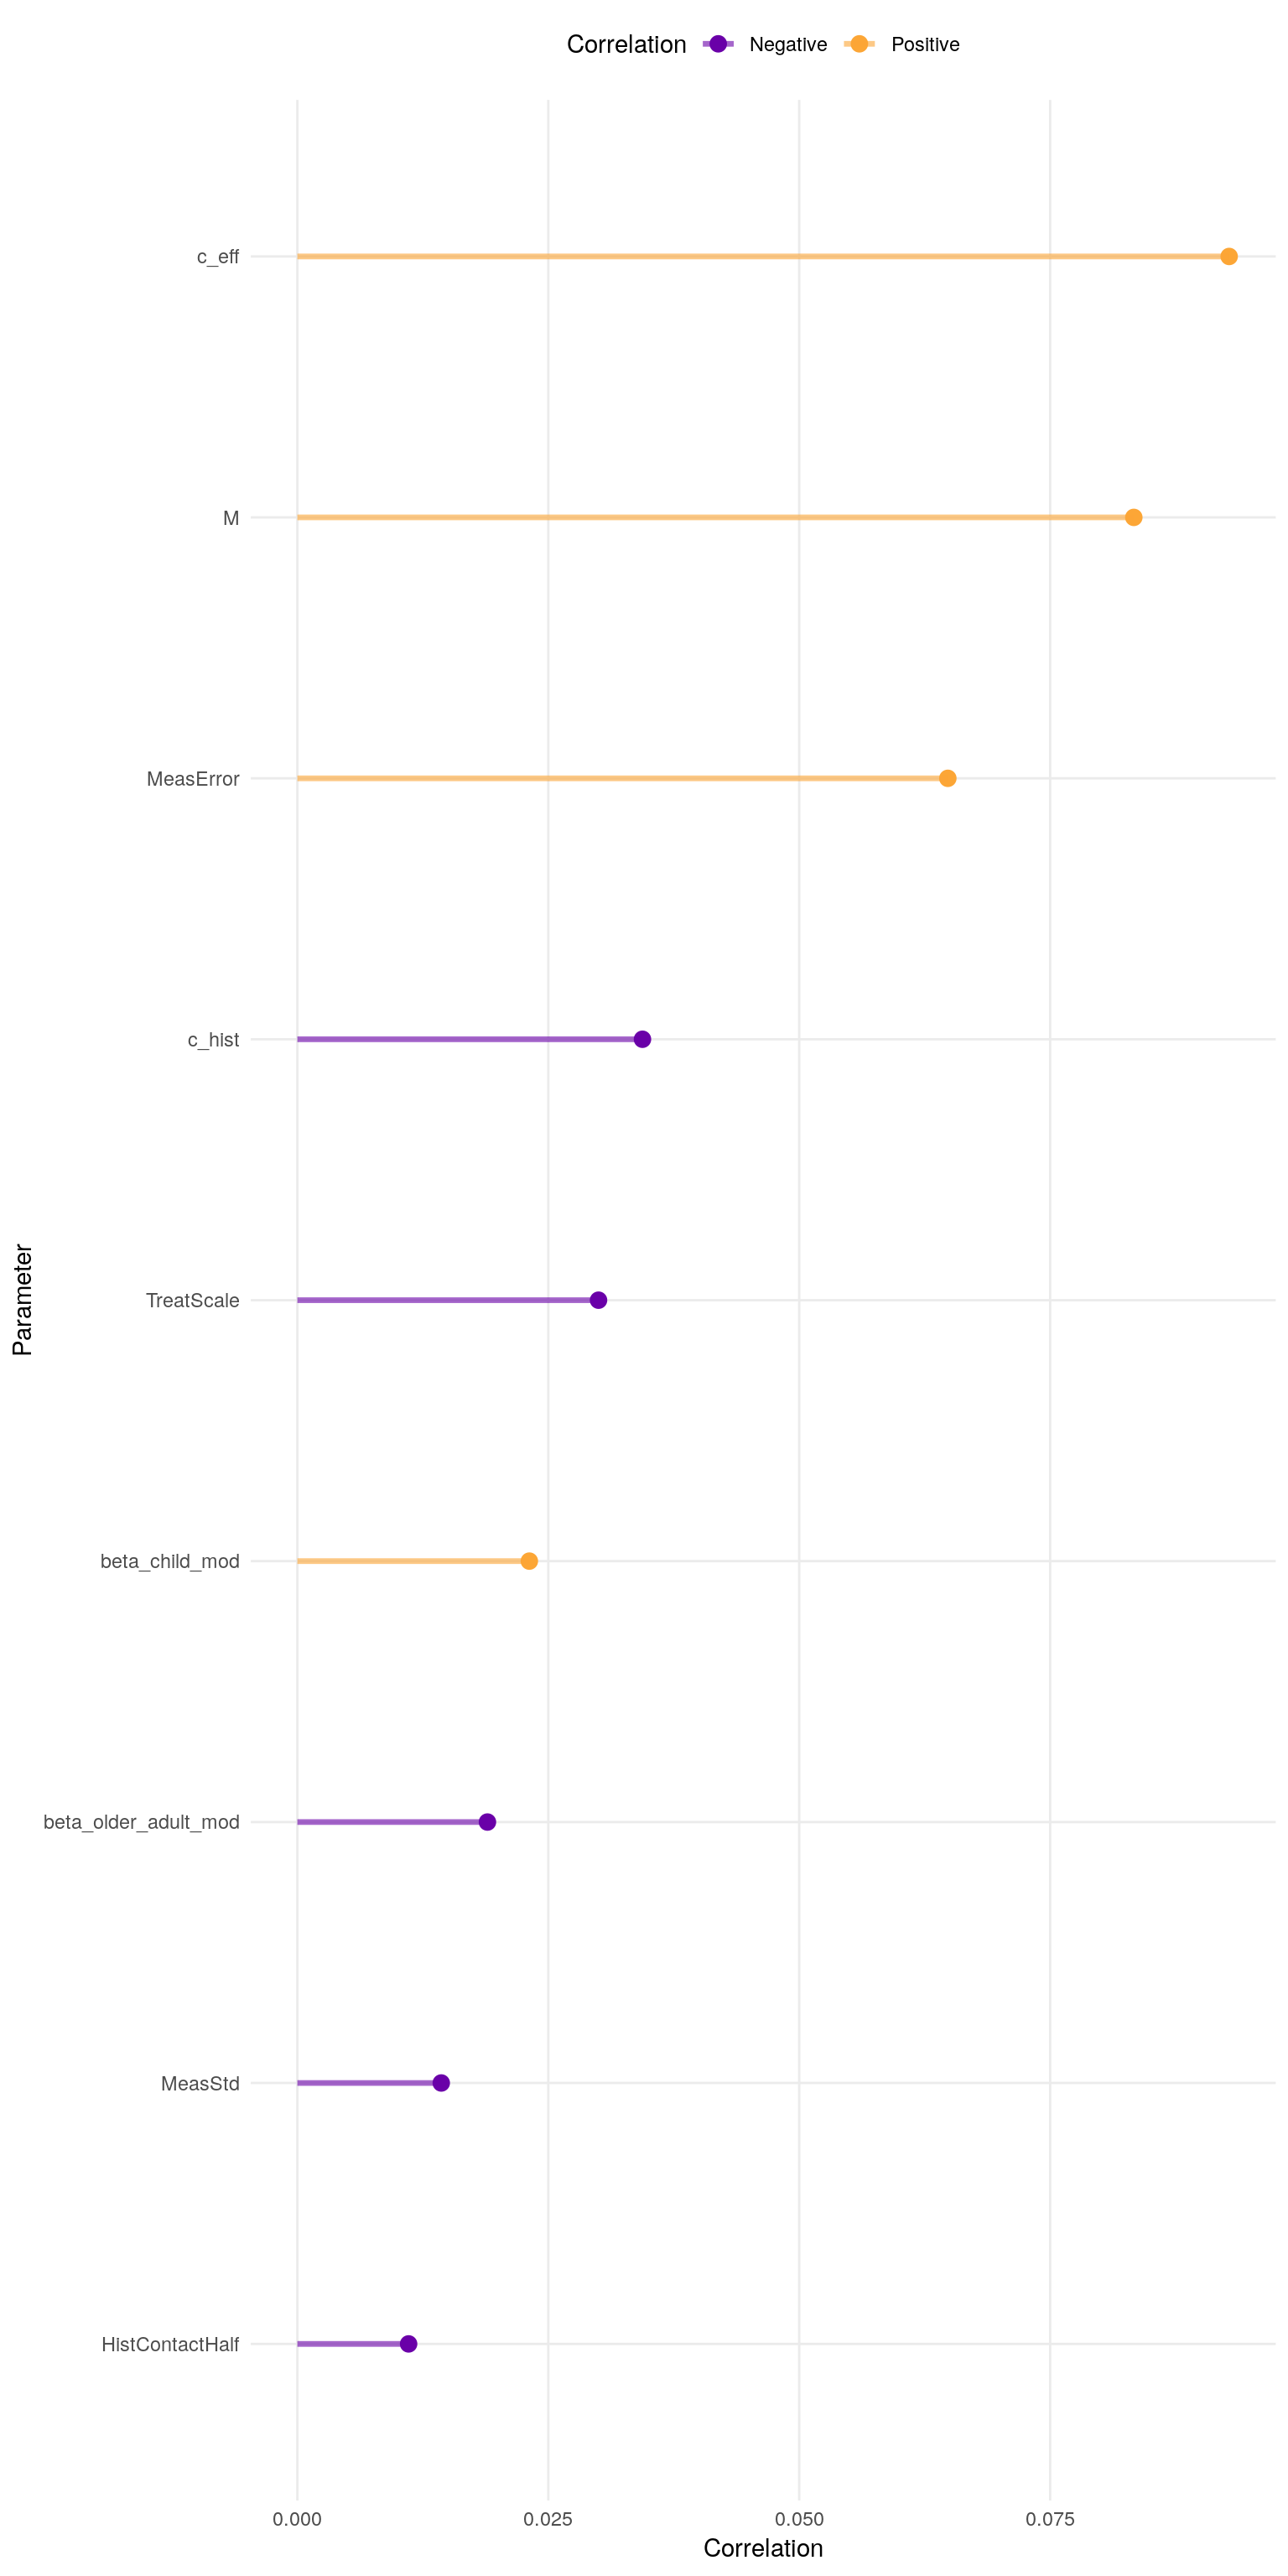 Correlation Negative Positive
c_eff
M
MeasError
c_hist
TreatScale
Parameter
beta_child_mod
beta_older_adult_mod
MeasStd
HistContactHalf
0.000 0.025 0.050 0.075
Correlation